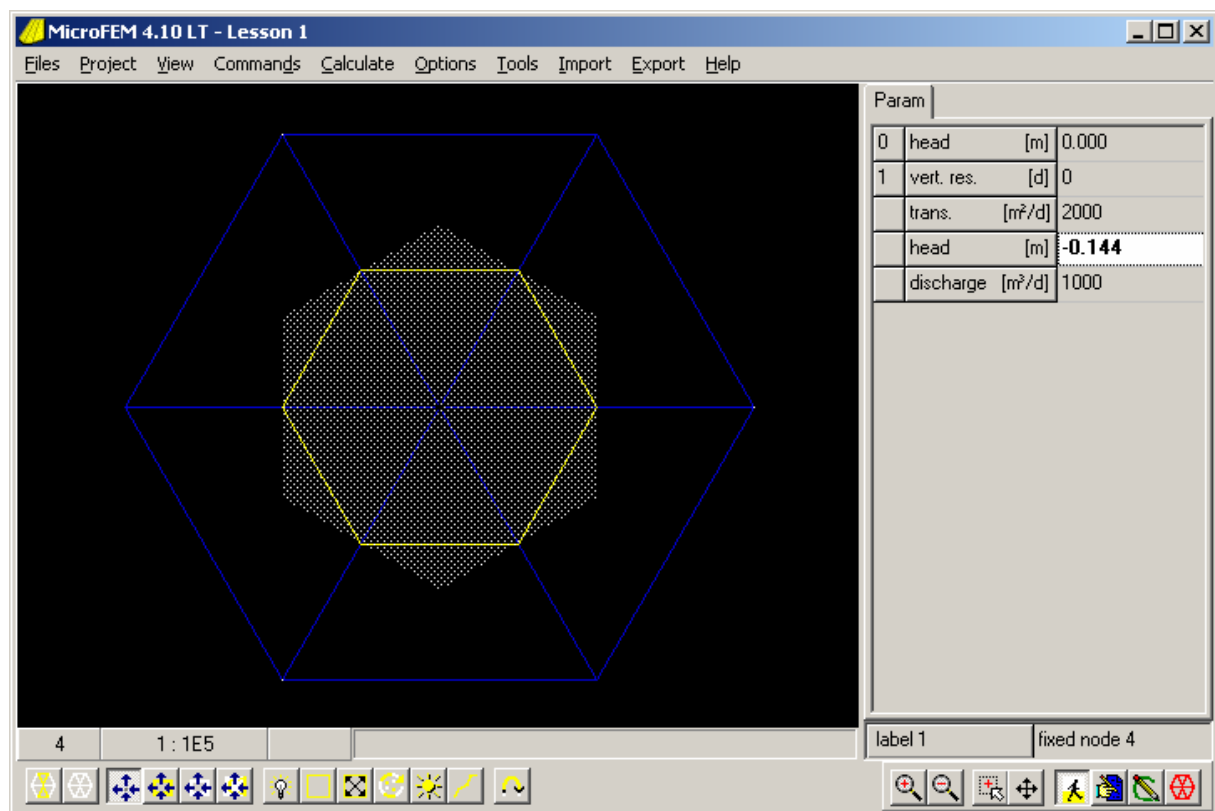 MicroFEM 4.10 LT - Lesson 1
Files Project View Commands Calculate Options Tools Import Export Help
Param
0 head [m] 0.000
1 vert. res. [d] 0
trans. [m²/d] 2000
head [m] -0.144
discharge [m³/d] 1000
4 1 : 1E5
label 1 fixed node 4